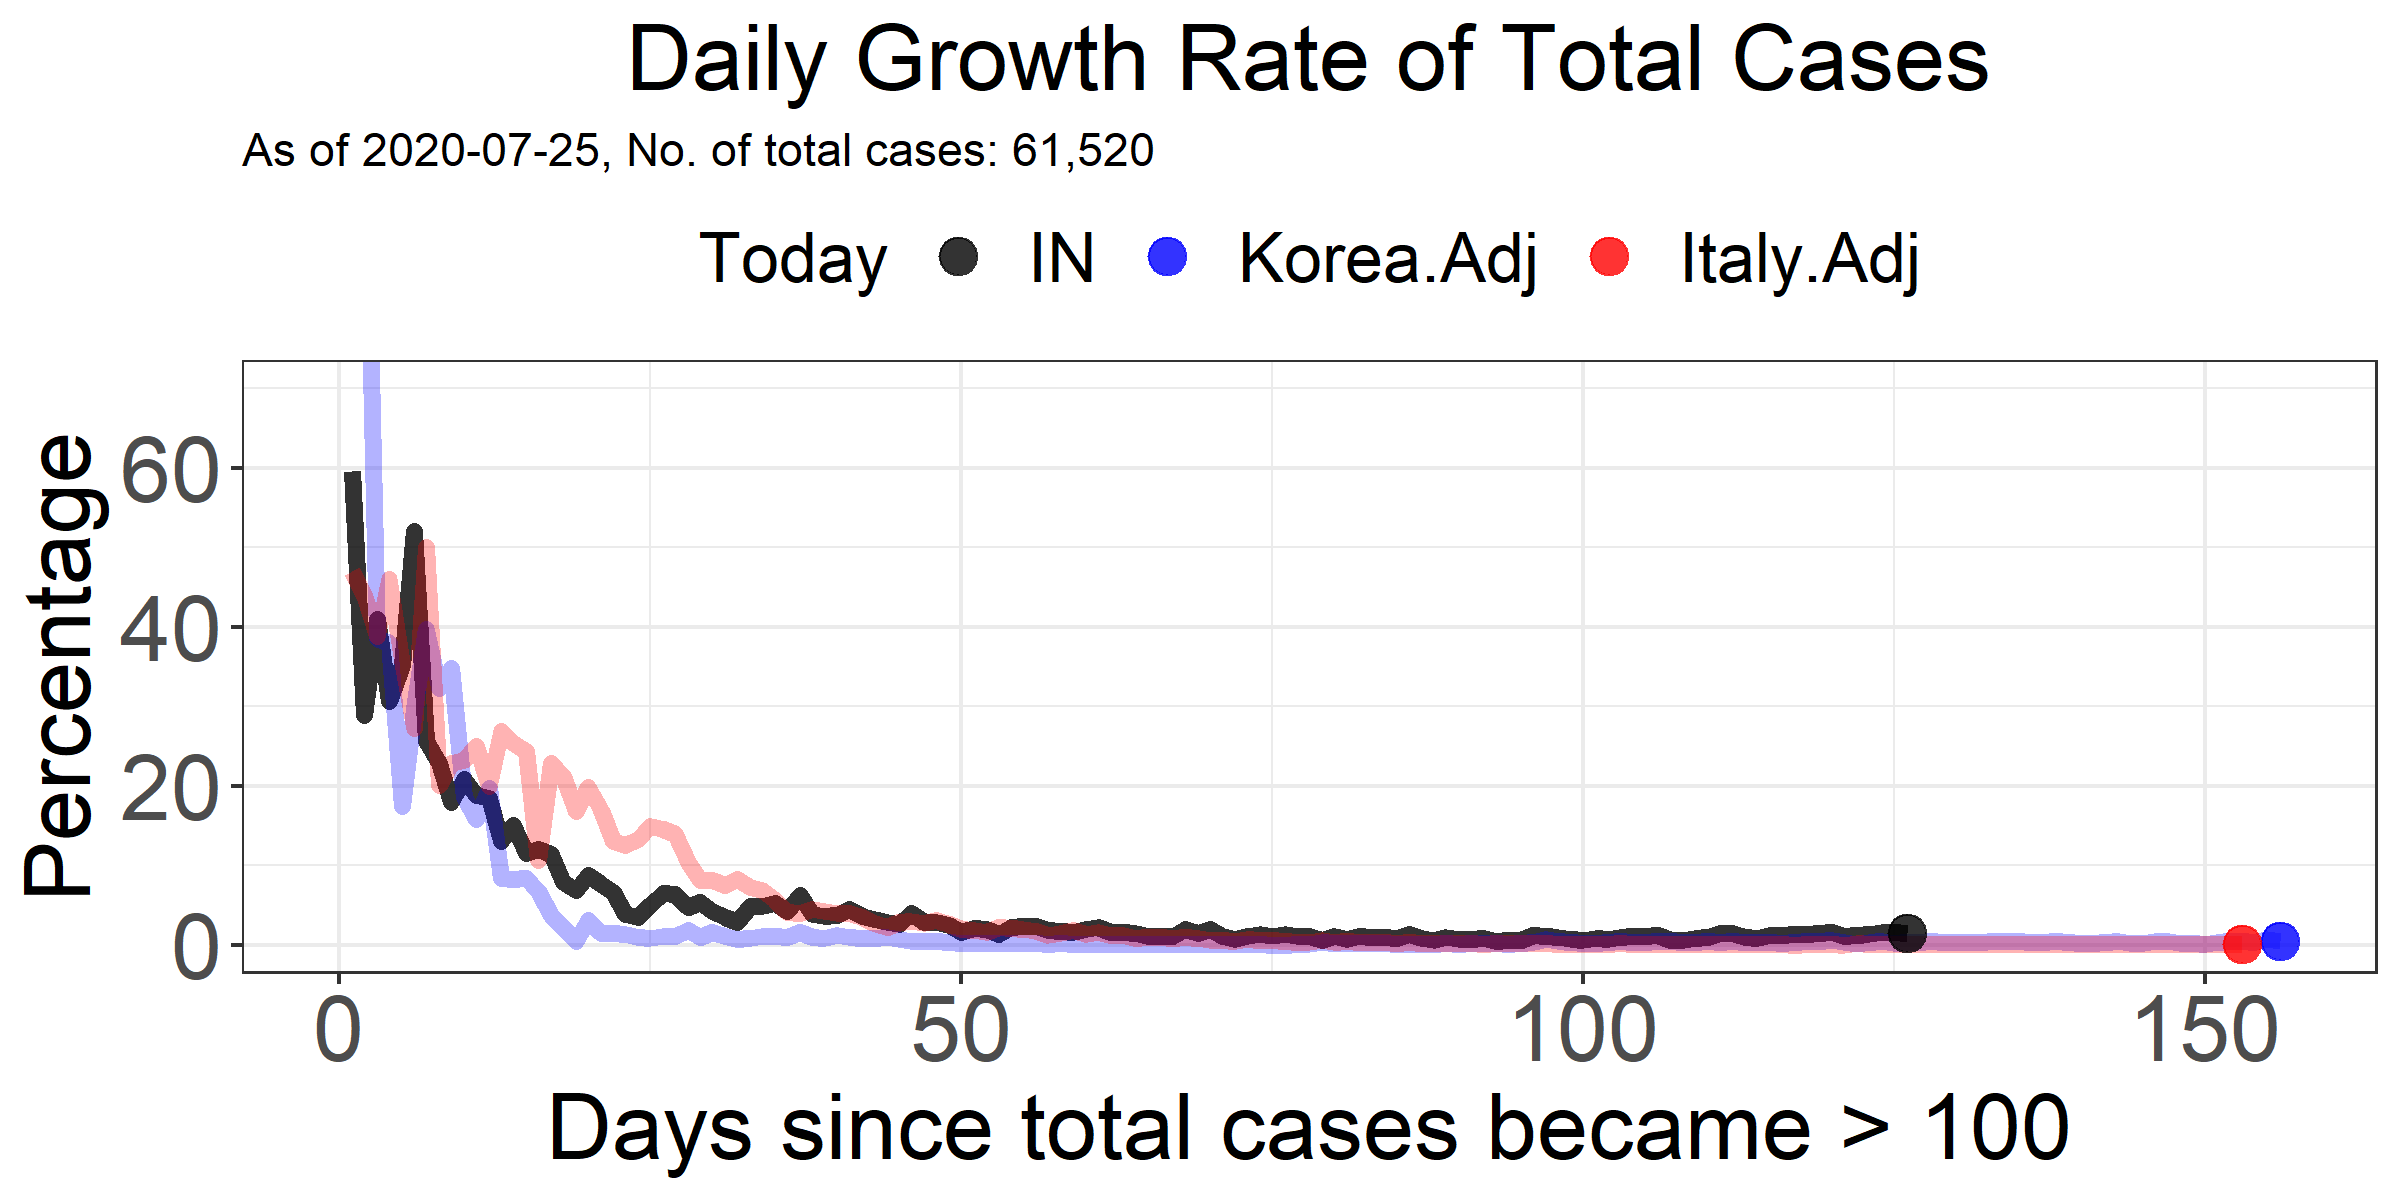 Daily Growth Rate of Total Cases
As of 2020-07-25, No. of total cases: 61,520
Today IN Korea.Adj Italy.Adj
Percentage
60
40
20
0
0 50 100 150
Days since total cases became > 100